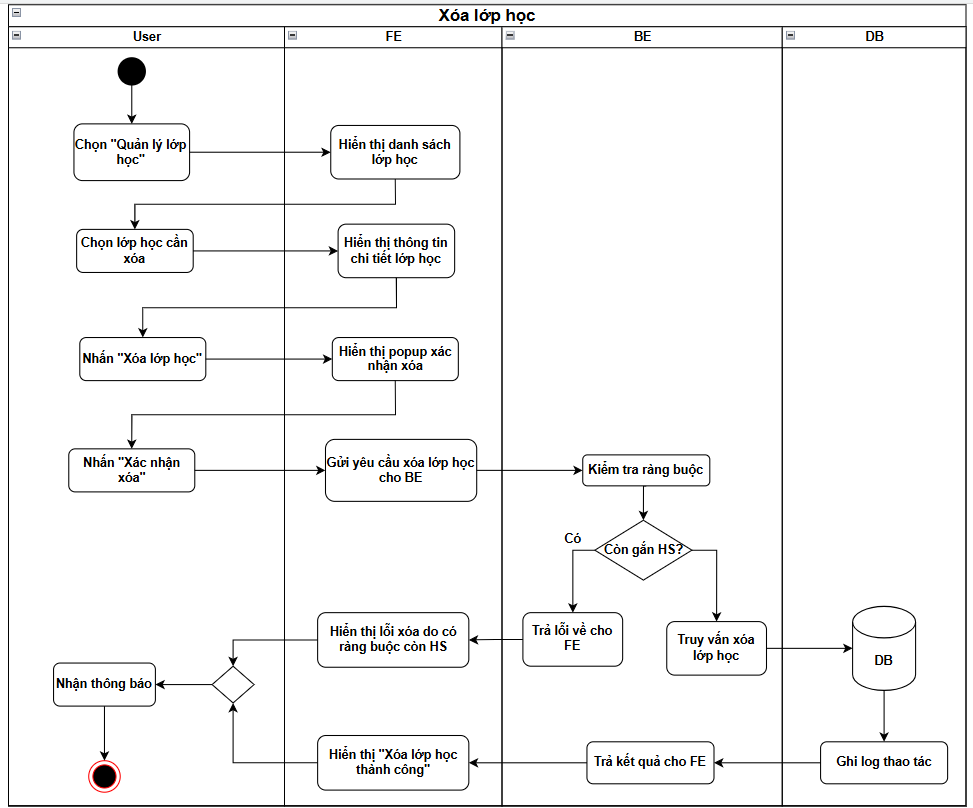 Xóa lớp học
User
FE
BE
DB
Chọn "Quản lý lớp
học"
Hiển thị danh sách
lớp học
Chọn lớp học cần
xóa
Hiển thị thông tin
chi tiết lớp học
Nhấn "Xóa lớp học"
Hiển thị popup xác
nhận xóa
Nhấn "Xác nhận
xóa"
Gửi yêu cầu xóa lớp học
cho BE
Kiểm tra ràng buộc
Có
Còn gắn HS?
Hiển thị lỗi xóa do có
ràng buộc còn HS
Trả lỗi về cho
FE
Truy vấn xóa
lớp học
DB
Nhận thông báo
Hiển thị "Xóa lớp học
thành công"
Trả kết quả cho FE
Ghi log thao tác